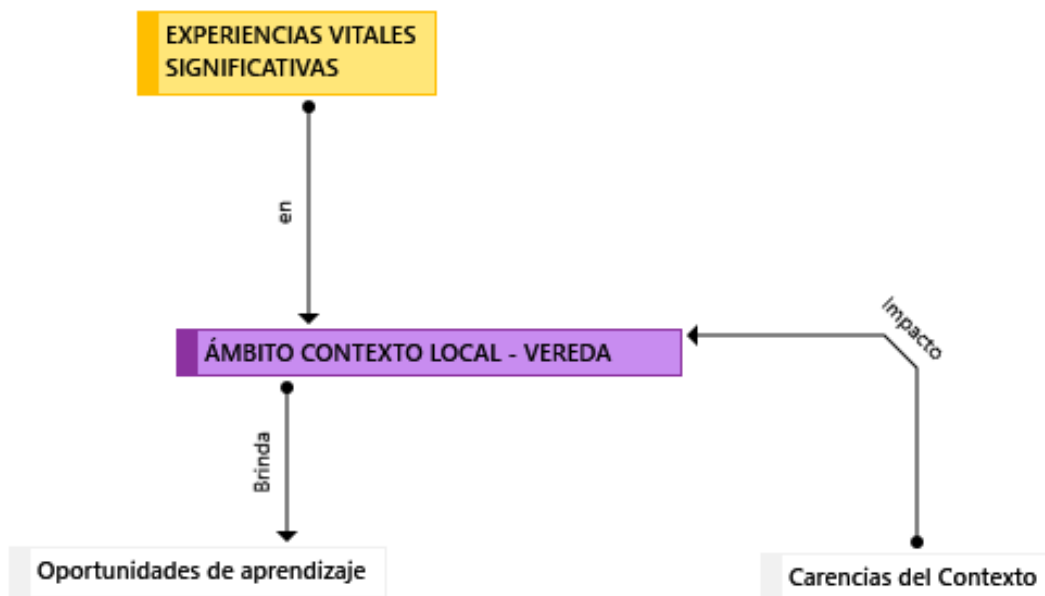 EXPERIENCIAS VITALES
SIGNIFICATIVAS
en
Impacto
ÁMBITO CONTEXTO LOCAL - VEREDA
Brinda
Oportunidades de aprendizaje
Carencias del Contexto